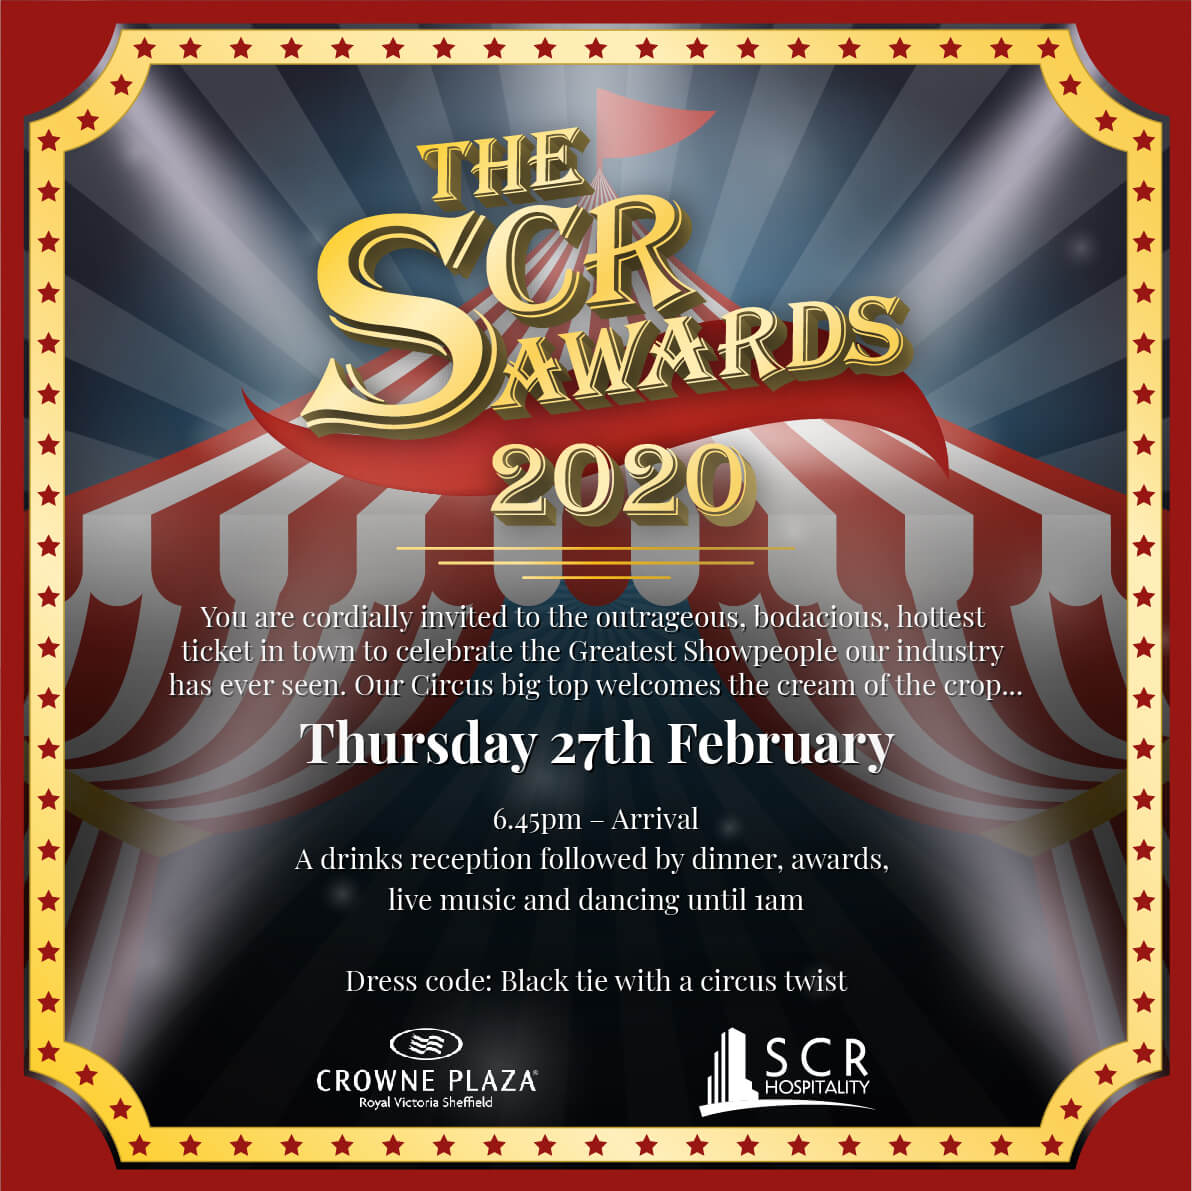 THE
SCR
AWARDS
2020
You are cordially invited to the outrageous, bodacious, hottest
ticket in town to celebrate the Greatest Showpeople our industry
has ever seen. Our Circus big top welcomes the cream of the crop...
Thursday 27th February
6.45pm – Arrival
A drinks reception followed by dinner, awards,
live music and dancing until 1am
Dress code: Black tie with a circus twist
CROWNE PLAZA®
Royal Victoria Sheffield
SCR
HOSPITALITY